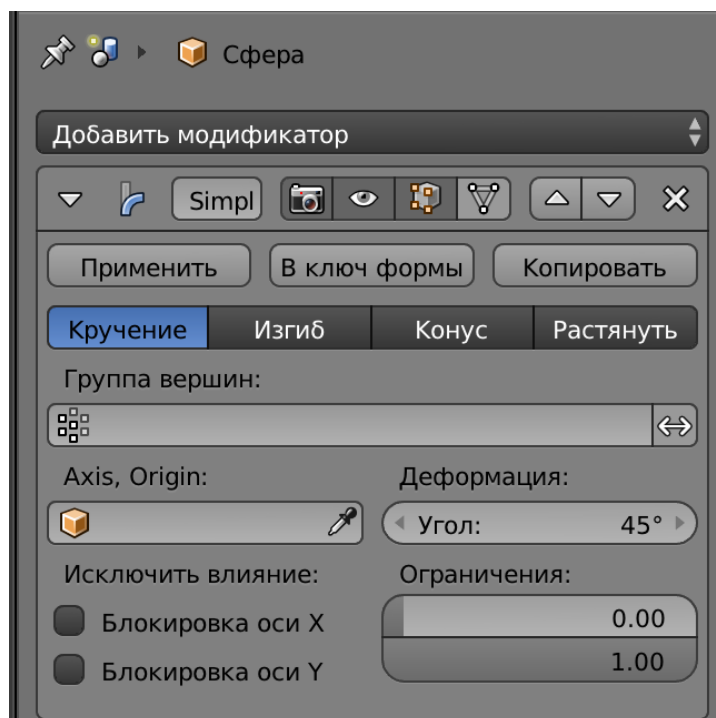 Сфера
Добавить модификатор
Simpl
Применить В ключ формы Копировать
Кручение Изгиб Конус Растянуть
Группа вершин:
Axis, Origin: Деформация:
Угол: 45°
Исключить влияние: Ограничения:
Блокировка оси X 0.00
Блокировка оси Y 1.00